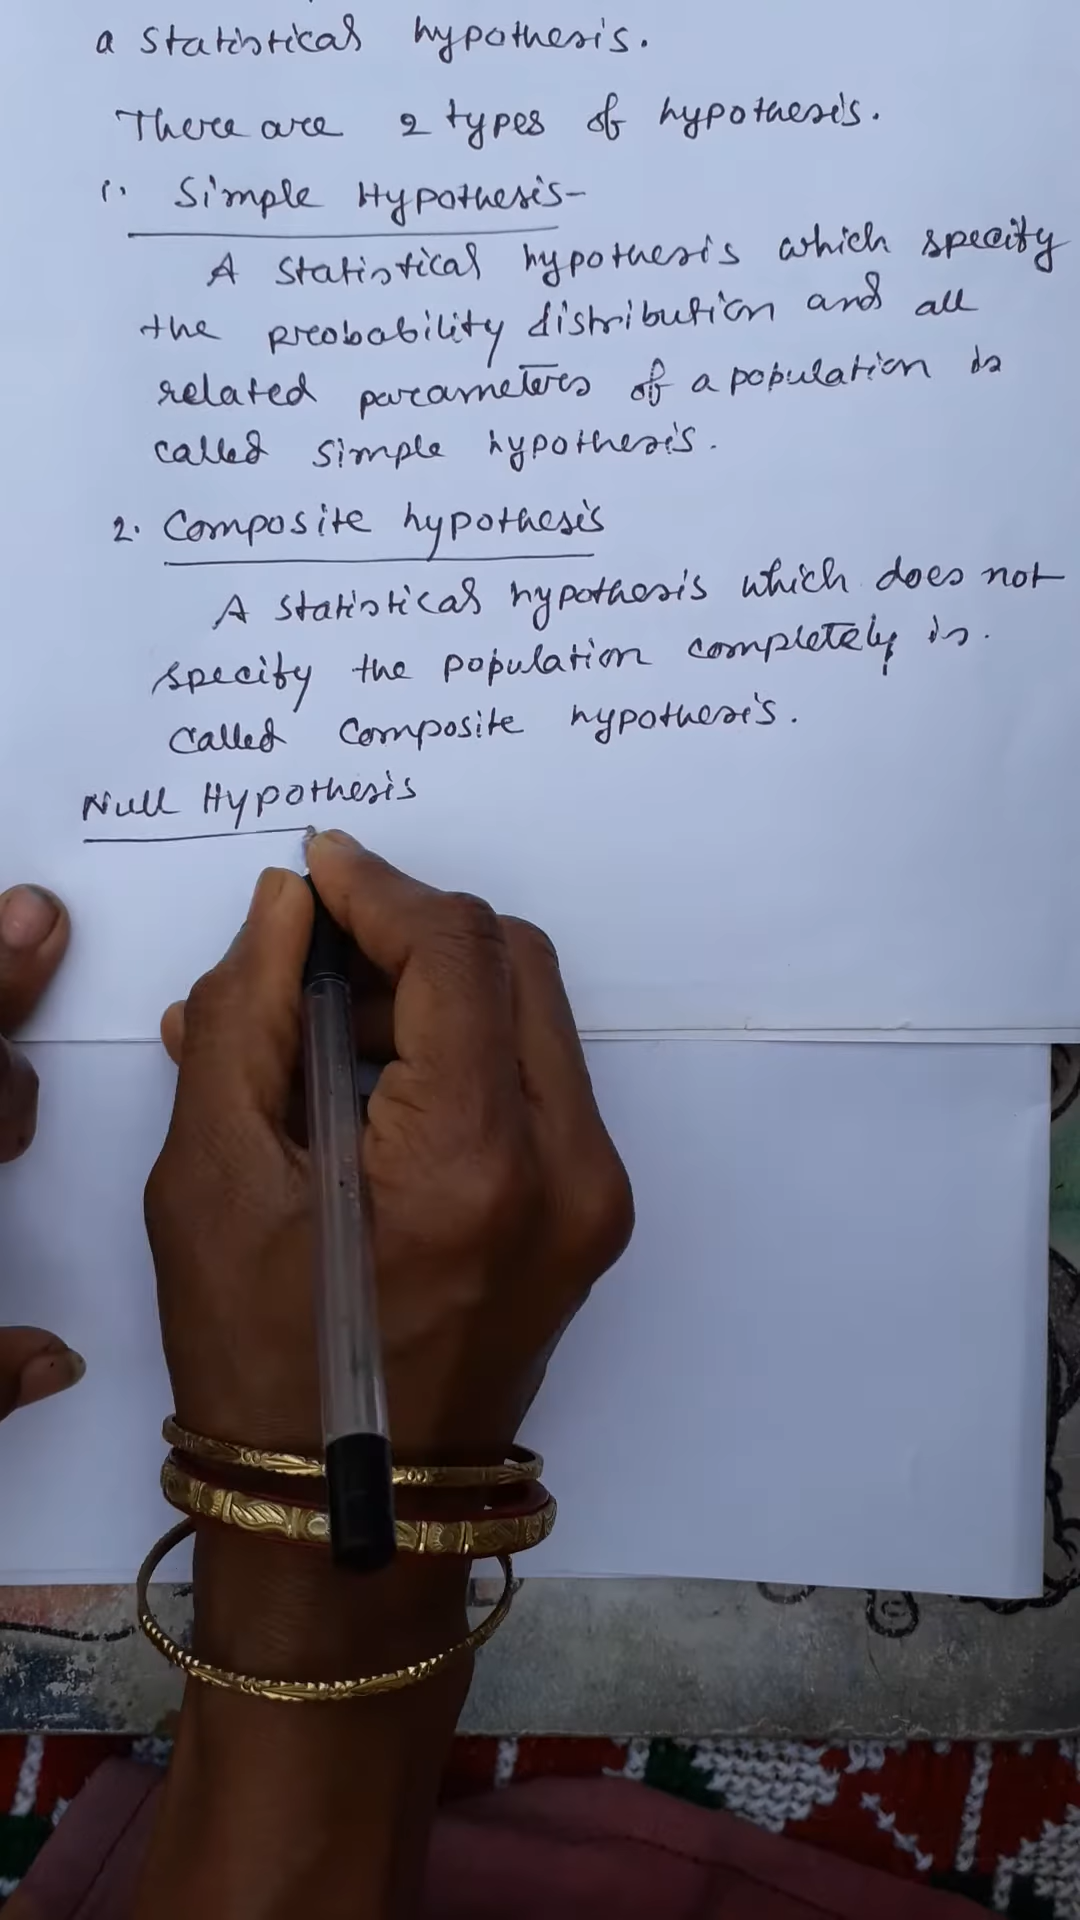 a statistical hypothesis.
There are 2 types of hypothesis.
1. Simple Hypothesis-
A statistical hypothesis which specify
the probability distribution and all
related parameters of a population is
called simple hypothesis.
2. Composite hypothesis
A statistical hypothesis which does not
specify the population completely is.
called composite hypothesis.
Null Hypothesis